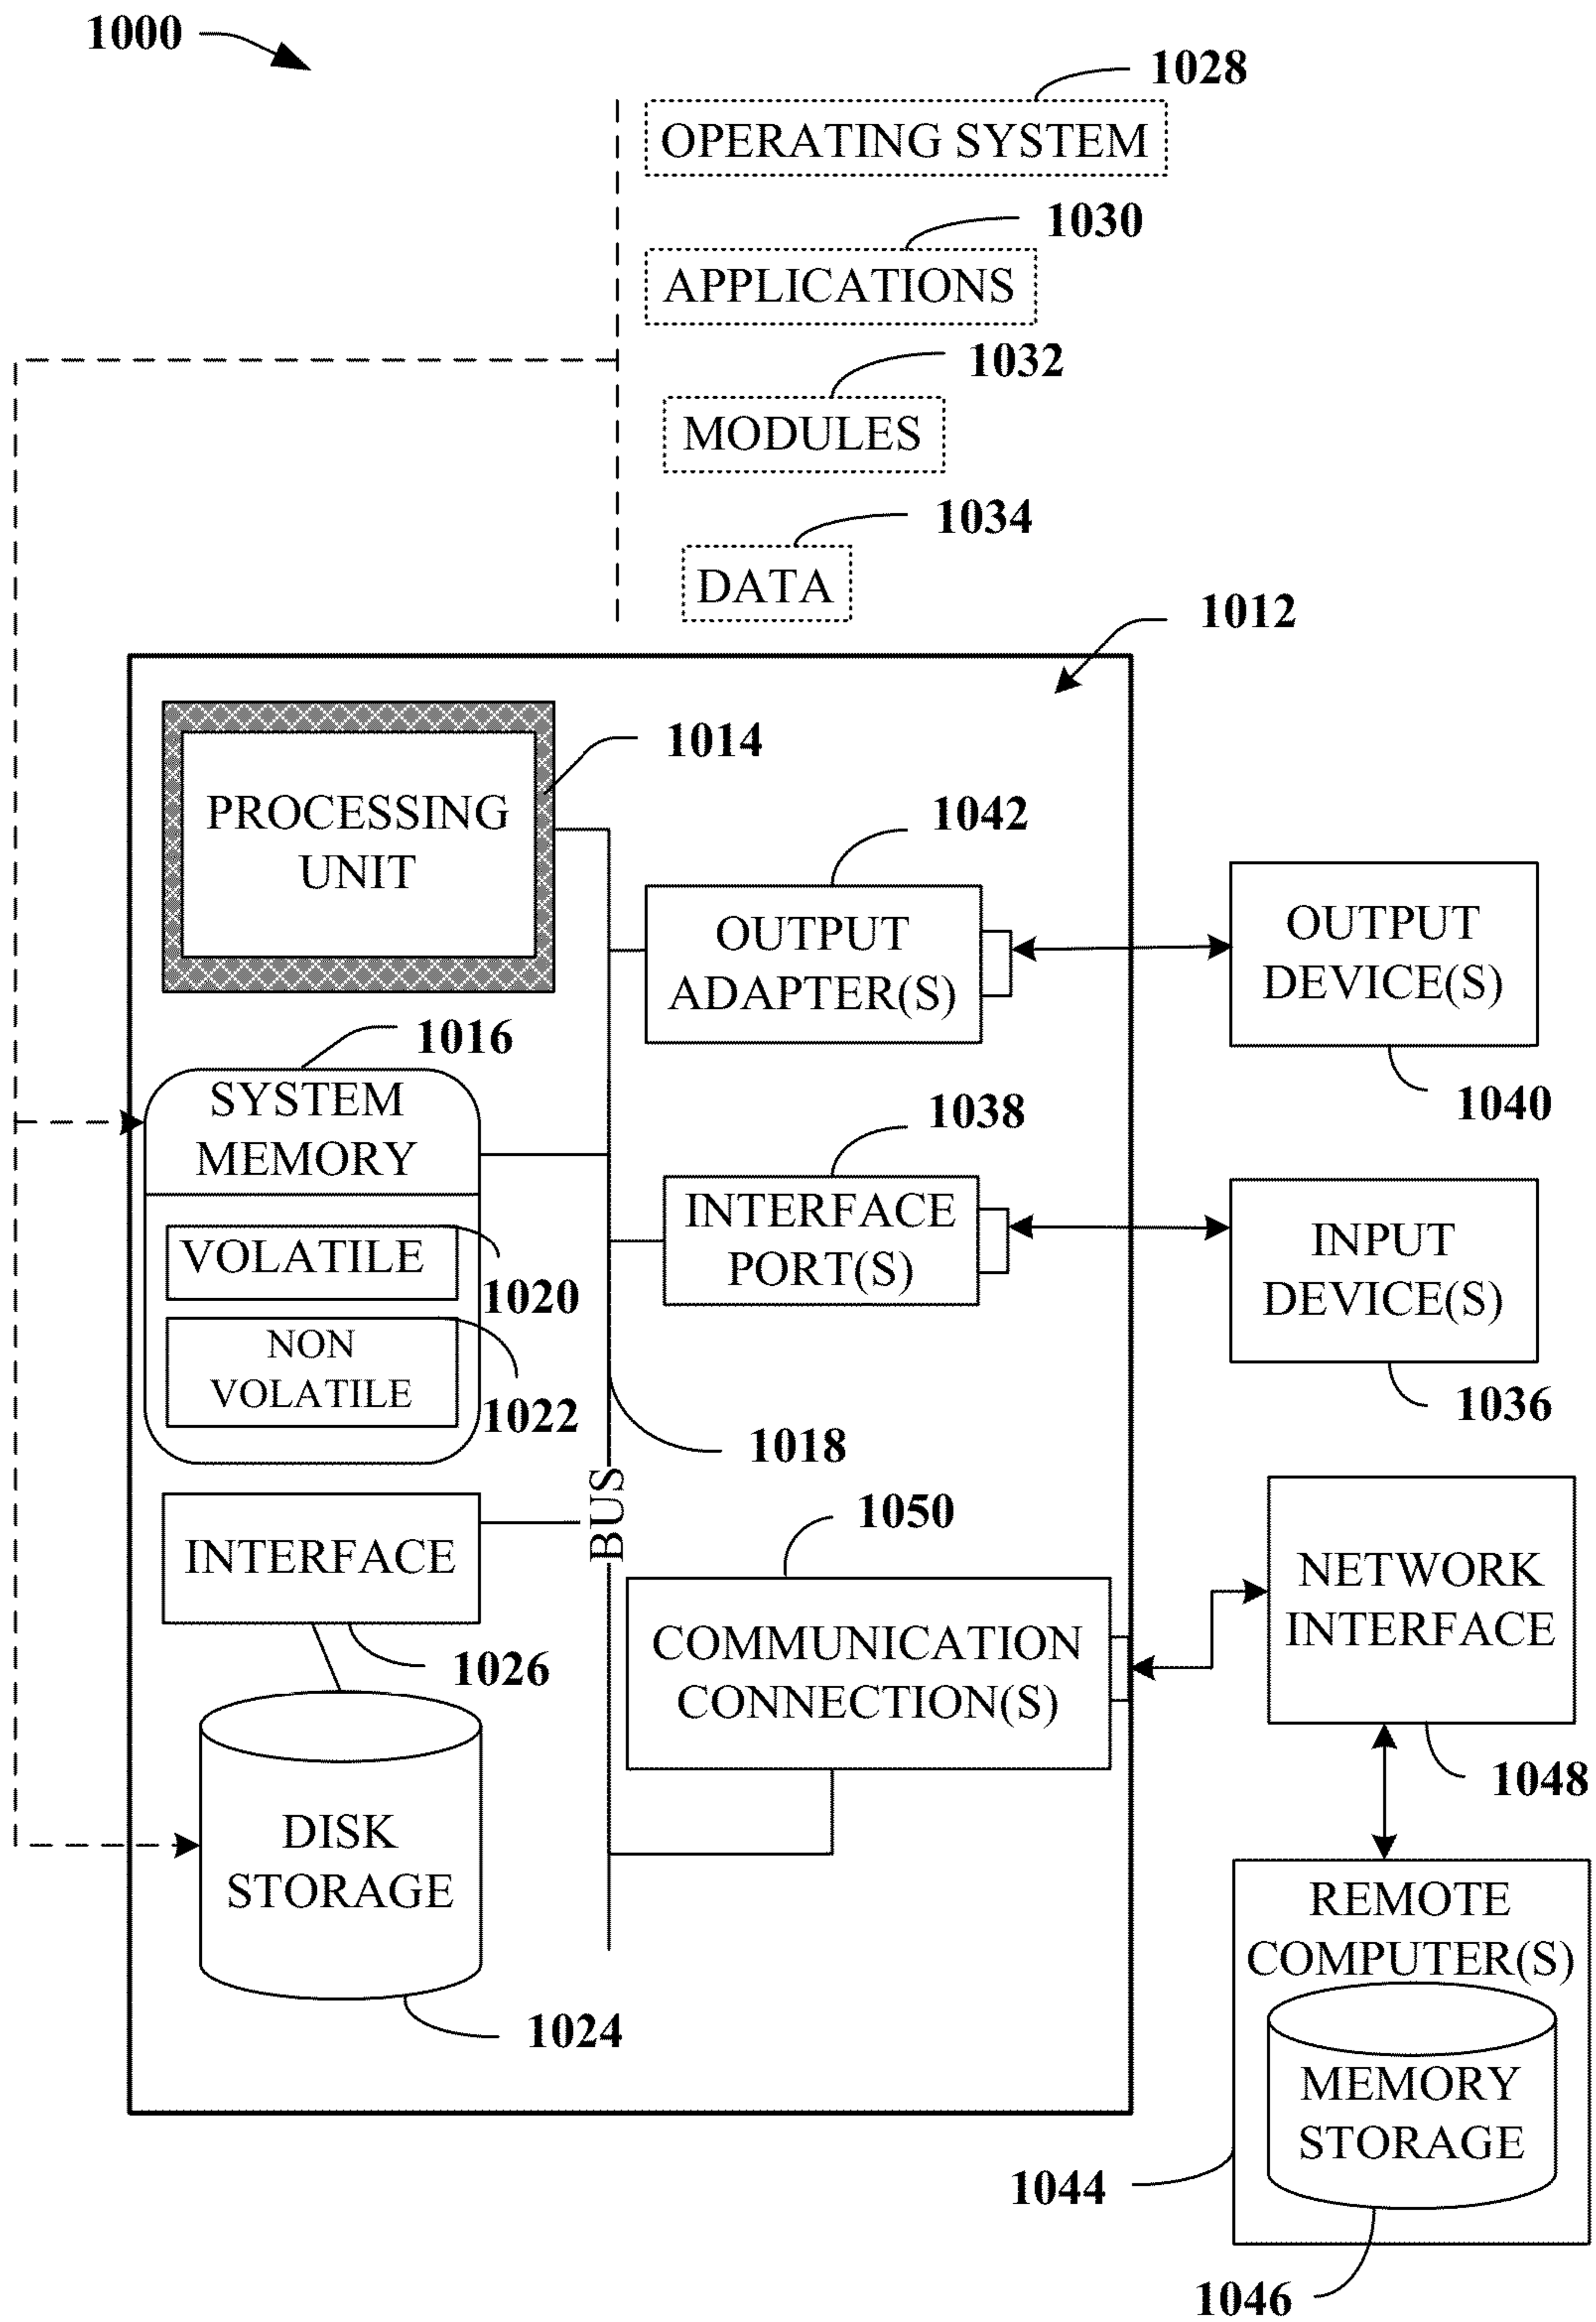 1000
1028
OPERATING SYSTEM
1030
APPLICATIONS
1032
MODULES
1034
DATA
1012
PROCESSING
UNIT
1014
1042
OUTPUT
ADAPTER(S)
OUTPUT
DEVICE(S)
1040
1016
SYSTEM
MEMORY
VOLATILE
1020
NON
VOLATILE
1022
1038
INTERFACE
PORT(S)
INPUT
DEVICE(S)
1036
1018
BUS
INTERFACE
1026
1050
COMMUNICATION
CONNECTION(S)
NETWORK
INTERFACE
1048
DISK
STORAGE
1024
REMOTE
COMPUTER(S)
MEMORY
STORAGE
1044
1046